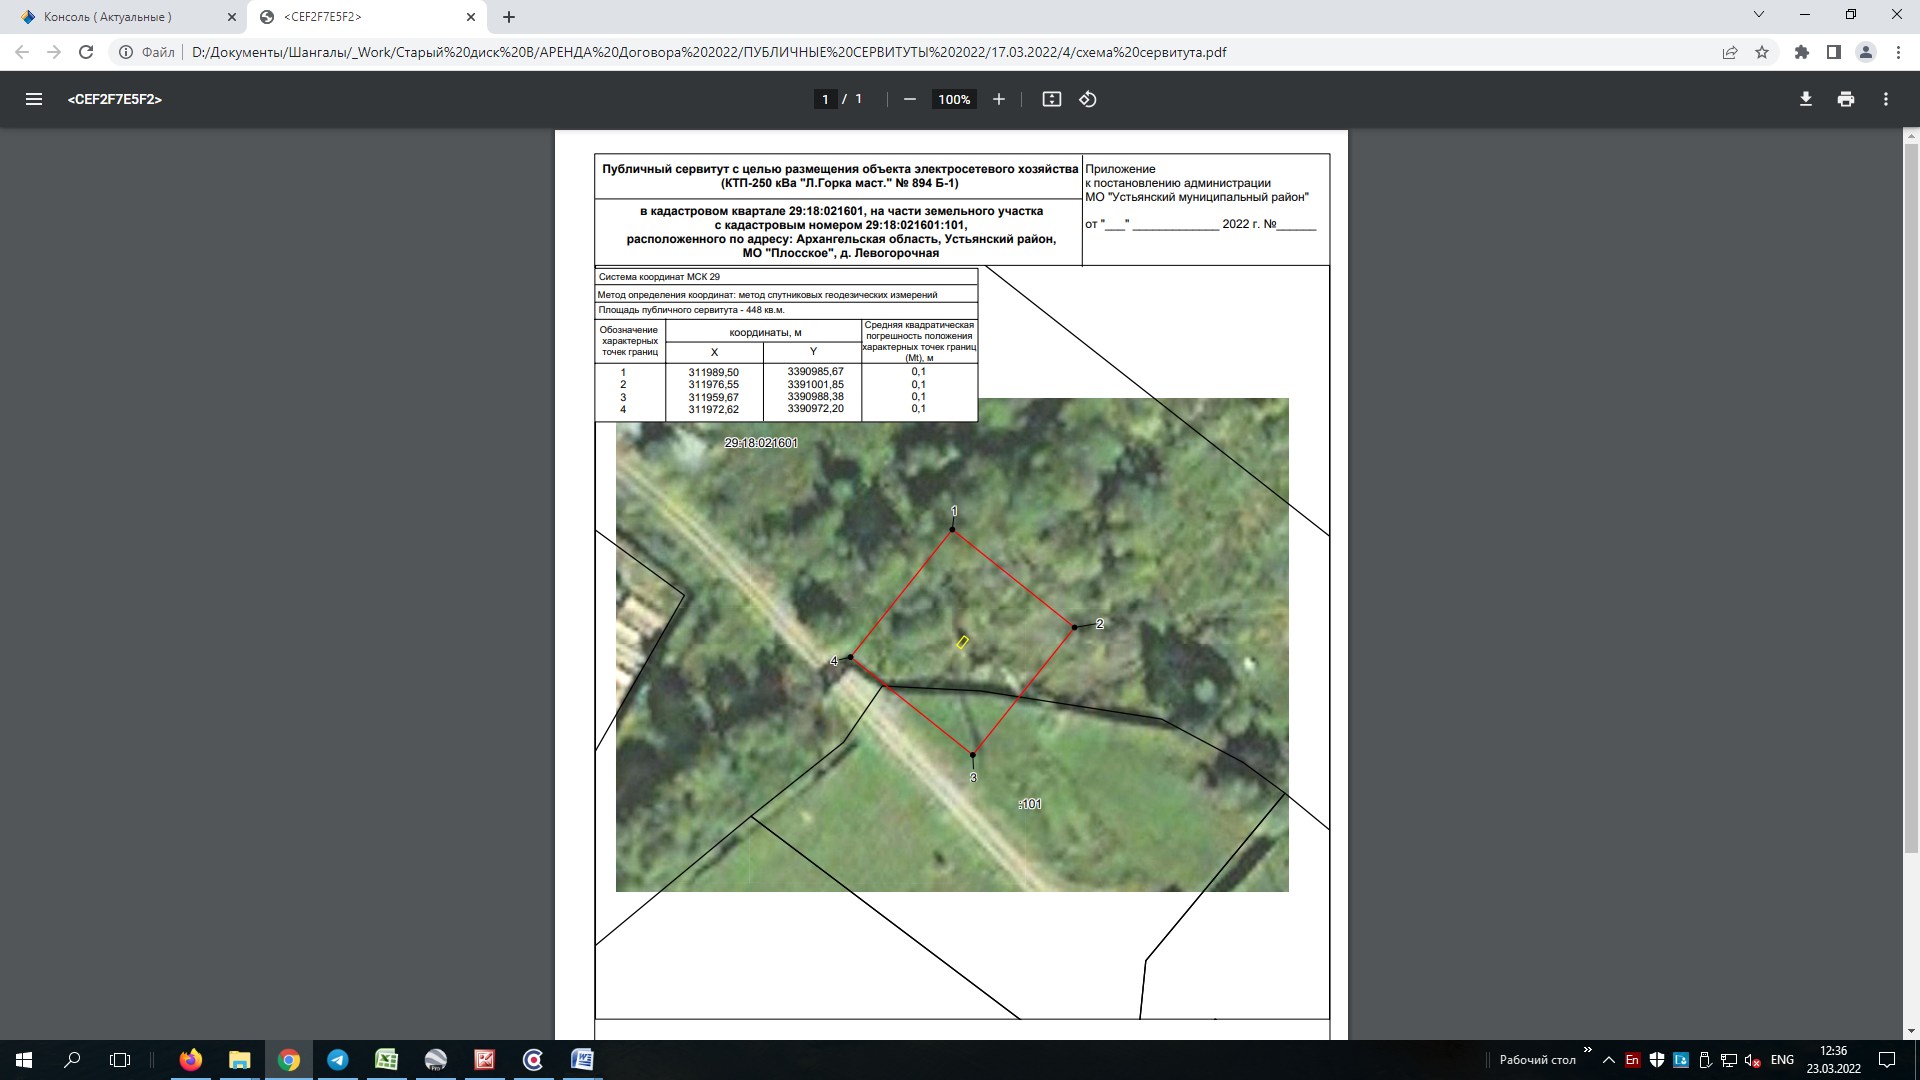 Консоль ( Актуальные )
<CEF2F7E5F2>
Файл
D:/Документы/Шангалы/_Work/Старый%20диск%20В/АРЕНДА%20Договора%202022/ПУБЛИЧНЫЕ%20СЕРВИТУТЫ%202022/17.03.2022/4/схема%20сервитута.pdf
<CEF2F7E5F2>
1 / 1
100%
Публичный сервитут с целью размещения объекта электросетевого хозяйства
(КТП-250 кВа "Л.Горка маст." № 894 Б-1)
Приложение
к постановлению администрации
МО "Устьянский муниципальный район"
от "___" _____________ 2022 г. №______
в кадастровом квартале 29:18:021601, на части земельного участка
с кадастровым номером 29:18:021601:101,
расположенного по адресу: Архангельская область, Устьянский район,
МО "Плосское", д. Левогорочная
Система координат МСК 29
Метод определения координат: метод спутниковых геодезических измерений
Площадь публичного сервитута - 448 кв.м.
Обозначение
характерных
точек границ
координаты, м
X
Y
Средняя квадратическая
погрешность положения
характерных точек границ
(Mt), м
1 311989,50 3390985,67 0,1
2 311976,55 3391001,85 0,1
3 311959,67 3390988,38 0,1
4 311972,62 3390972,20 0,1
29:18:021601
1
2
4
3
:101
Рабочий стол
En
ENG
12:36
23.03.2022